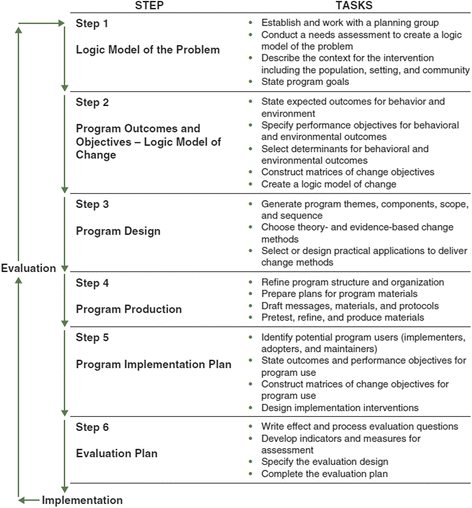 STEP
TASKS
Step 1
Logic Model of the Problem
• Establish and work with a planning group
• Conduct a needs assessment to create a logic
model of the problem
• Describe the context for the intervention
including the population, setting, and community
• State program goals
Step 2
Program Outcomes and
Objectives – Logic Model of
Change
• State expected outcomes for behavior and
environment
• Specify performance objectives for behavioral
and environmental outcomes
• Select determinants for behavioral and
environmental outcomes
• Construct matrices of change objectives
• Create a logic model of change
Step 3
Program Design
• Generate program themes, components, scope,
and sequence
• Choose theory- and evidence-based change
methods
• Select or design practical applications to deliver
change methods
Evaluation
Step 4
Program Production
• Refine program structure and organization
• Prepare plans for program materials
• Draft messages, materials, and protocols
• Pretest, refine, and produce materials
Step 5
Program Implementation Plan
• Identify potential program users (implementers,
adopters, and maintainers)
• State outcomes and performance objectives for
program use
• Construct matrices of change objectives for
program use
• Design implementation interventions
Step 6
Evaluation Plan
• Write effect and process evaluation questions
• Develop indicators and measures for
assessment
• Specify the evaluation design
• Complete the evaluation plan
Implementation